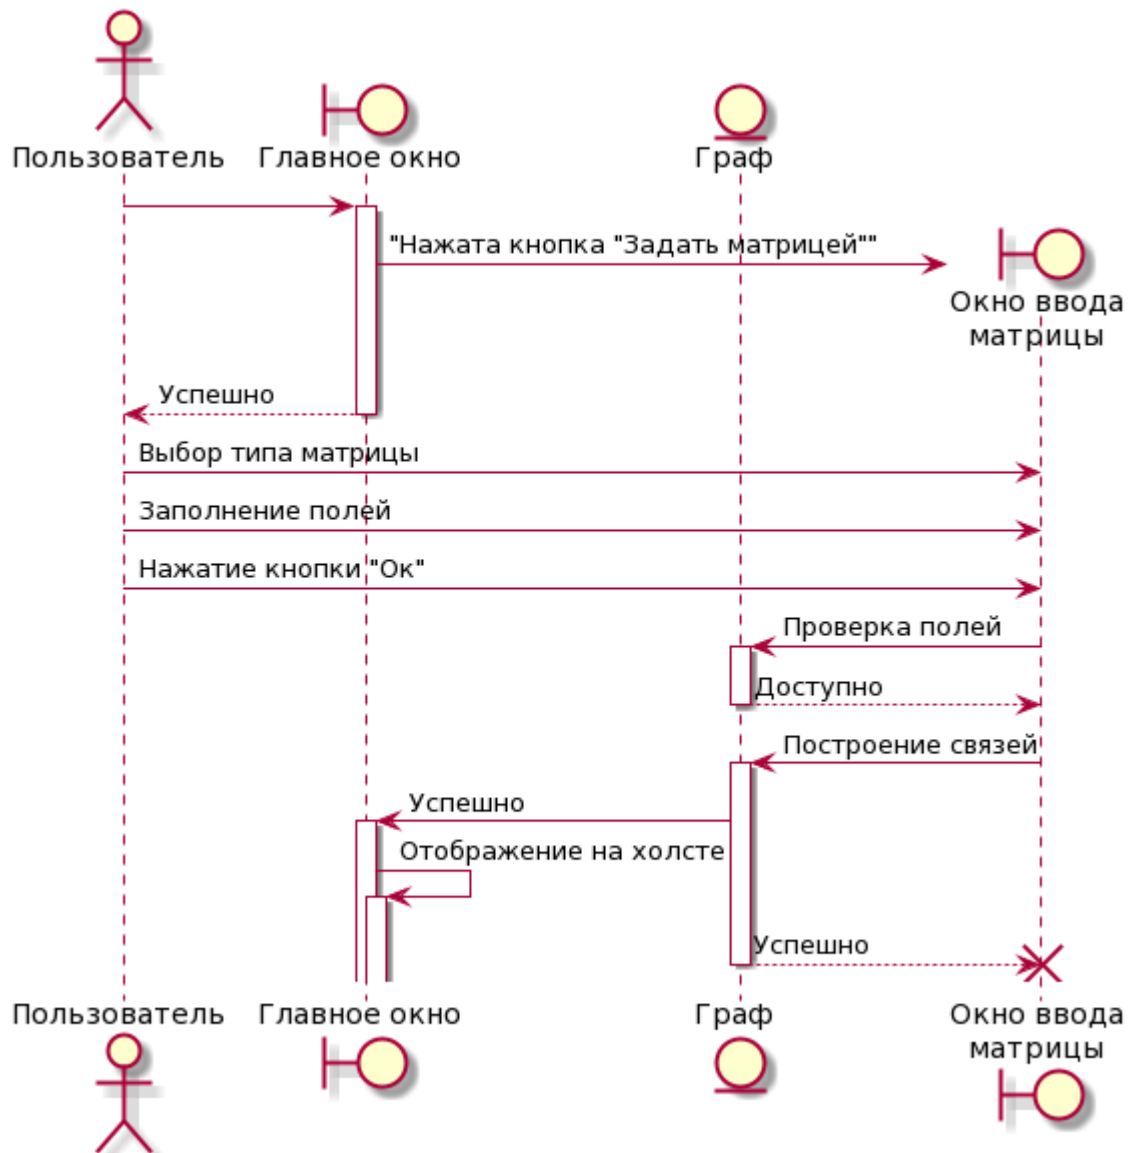 Пользователь
Главное окно
Граф
"Нажата кнопка "Задать матрицей""
Окно ввода
матрицы
Успешно
Выбор типа матрицы
Заполнение полей
Нажатие кнопки "Ок"
Проверка полей
Доступно
Построение связей
Успешно
Отображение на холсте
Успешно
Пользователь
Главное окно
Граф
Окно ввода
матрицы